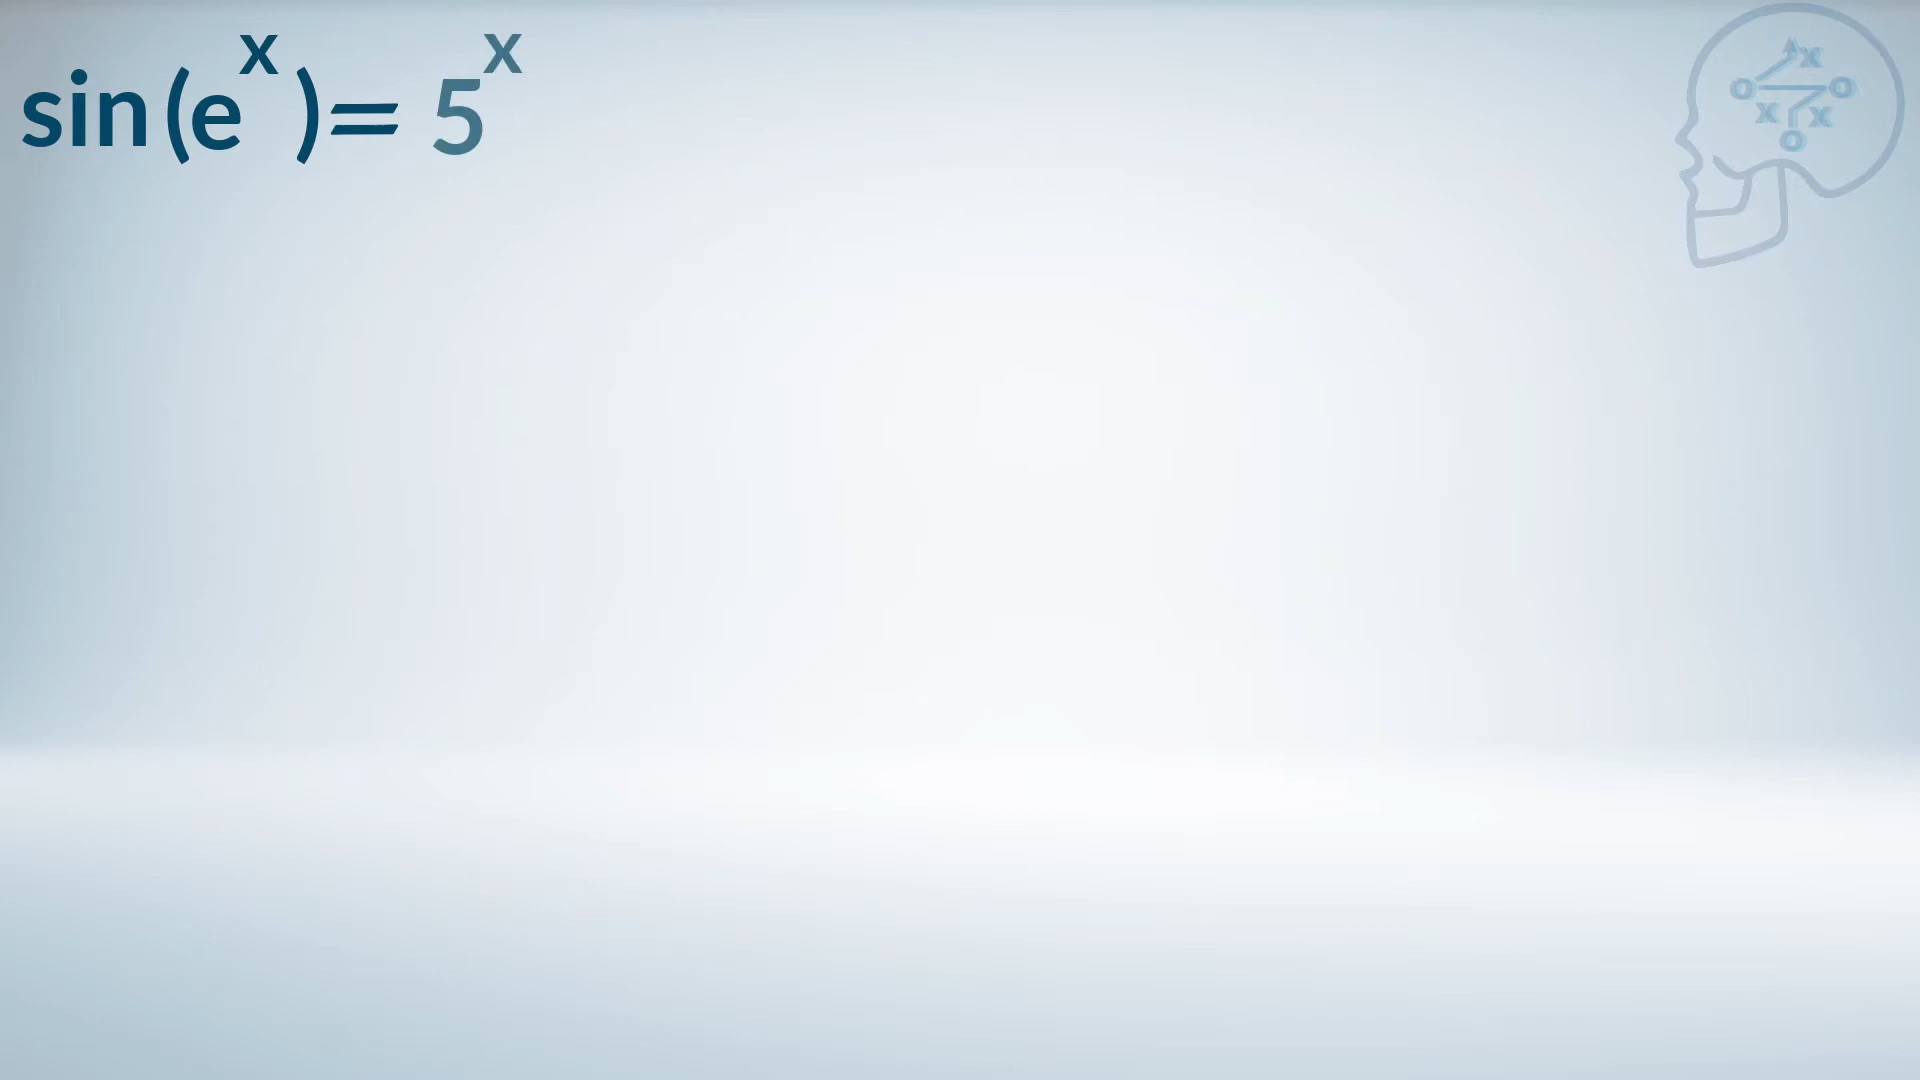 sin(e^x)= 5^x
x
o o
x x
o